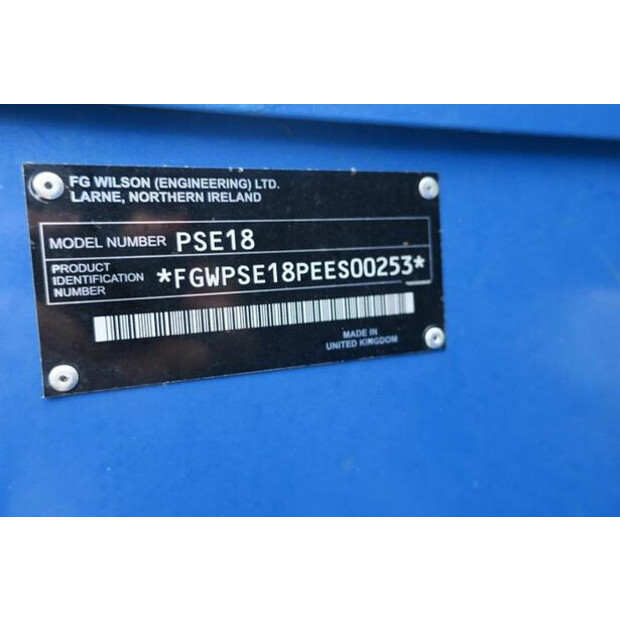 FG WILSON (ENGINEERING) LTD.
LARNE, NORTHERN IRELAND
MODEL NUMBER PSE18
PRODUCT
IDENTIFICATION
NUMBER
*FGWPSE18PEES00253*
MADE IN
UNITED KINGDOM